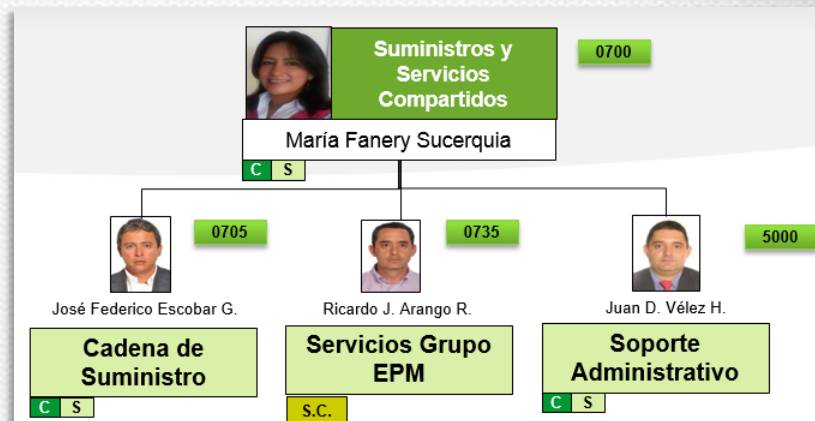 Suministros y
Servicios
Compartidos
0700
María Fanery Sucerquia
C S
0705
0735
5000
José Federico Escobar G.
Ricardo J. Arango R.
Juan D. Vélez H.
Cadena de
Suministro
Servicios Grupo
EPM
Soporte
Administrativo
C S
S.C.
C S